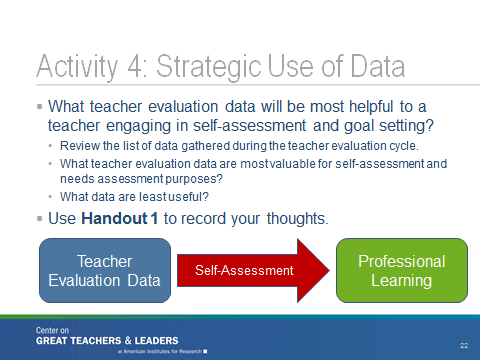 Activity 4: Strategic Use of Data
What teacher evaluation data will be most helpful to a
teacher engaging in self-assessment and goal setting?
Review the list of data gathered during the teacher evaluation cycle.
What teacher evaluation data are most valuable for self-assessment and
needs assessment purposes?
What data are least useful?
Use Handout 1 to record your thoughts.
Teacher
Evaluation Data
Self-Assessment
Professional
Learning
Center on
GREAT TEACHERS & LEADERS
at American Institutes for Research
22